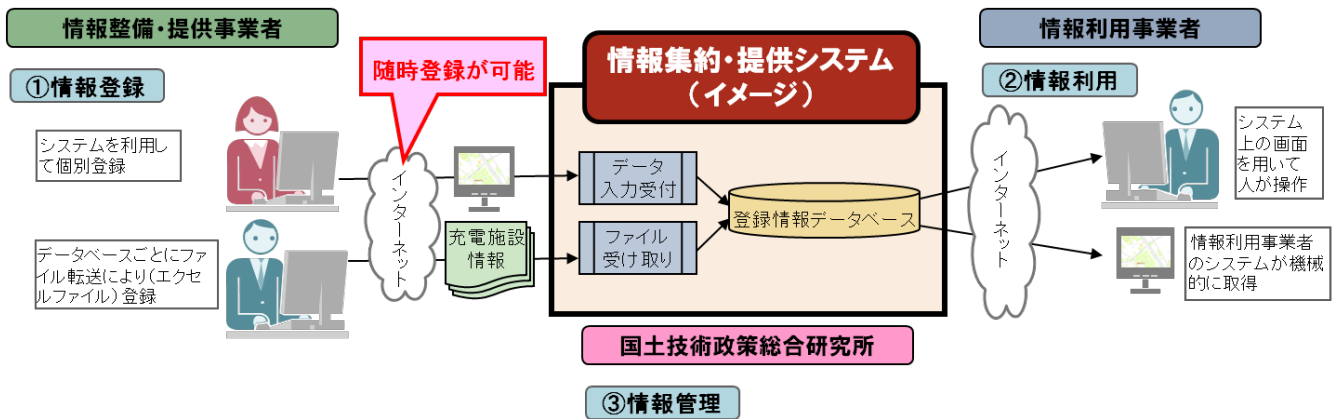 情報整備・提供事業者
①情報登録
随時登録が可能
システムを利用し
て個別登録
データベースごとにファ
イル転送により(エクセ
ルファイル)登録
インターネット
充電施設
情報
情報集約・提供システム
（イメージ）
データ
入力受付
ファイル
受け取り
登録情報データベース
国土技術政策総合研究所
③情報管理
情報利用事業者
②情報利用
インターネット
システム
上の画面
を用いて
人が操作
情報利用事業者
のシステムが機械
的に取得